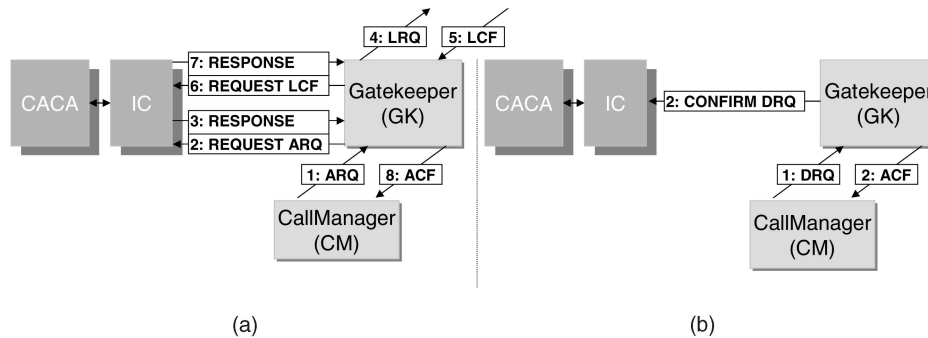 4: LRQ
5: LCF
7: RESPONSE
6: REQUEST LCF
3: RESPONSE
2: REQUEST ARQ
CACA
IC
Gatekeeper
(GK)
1: ARQ
8: ACF
CallManager
(CM)
(a)
CACA
IC
2: CONFIRM DRQ
Gatekeeper
(GK)
1: DRQ
2: ACF
CallManager
(CM)
(b)